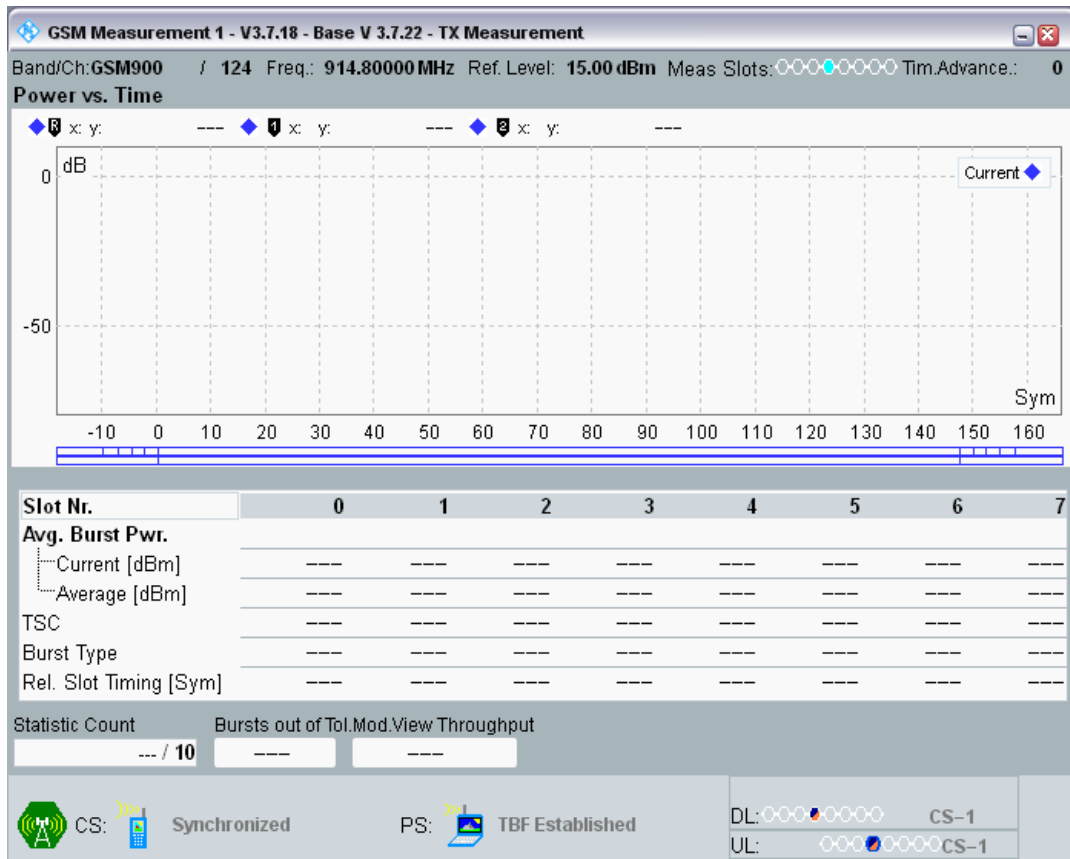 GSM Measurement 1 - V3.7.18 - Base V 3.7.22 - TX Measurement
Band/Ch:GSM900 / 124 Freq.: 914.80000 MHz Ref. Level: 15.00 dBm Meas Slots: Tim.Advance.: 0
Power vs. Time
R x: y: --- 1 x: y: --- 2 x: y: ---
dB
Current
0
-50
Sym
-10 0 10 20 30 40 50 60 70 80 90 100 110 120 130 140 150 160
Slot Nr. 0 1 2 3 4 5 6 7
Avg. Burst Pwr.
Current [dBm] --- --- --- --- --- --- --- ---
Average [dBm] --- --- --- --- --- --- --- ---
TSC --- --- --- --- --- --- --- ---
Burst Type --- --- --- --- --- --- --- ---
Rel. Slot Timing [Sym] --- --- --- --- --- --- --- ---
Statistic Count Bursts out of Tol.Mod.View Throughput
--- / 10 --- ---
CS: Synchronized PS: TBF Established DL: CS-1
UL: CS-1